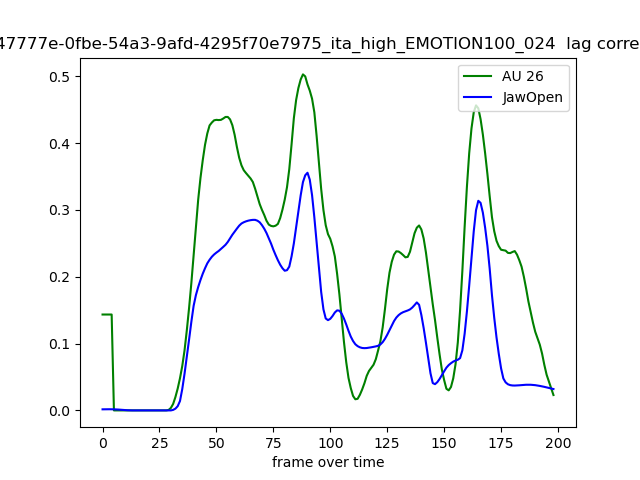 47777e-0fbe-54a3-9afd-4295f70e7975_ita_high_EMOTION100_024 lag corre
AU 26
JawOpen
0.5
0.4
0.3
0.2
0.1
0.0
0 25 50 75 100 125 150 175 200
frame over time